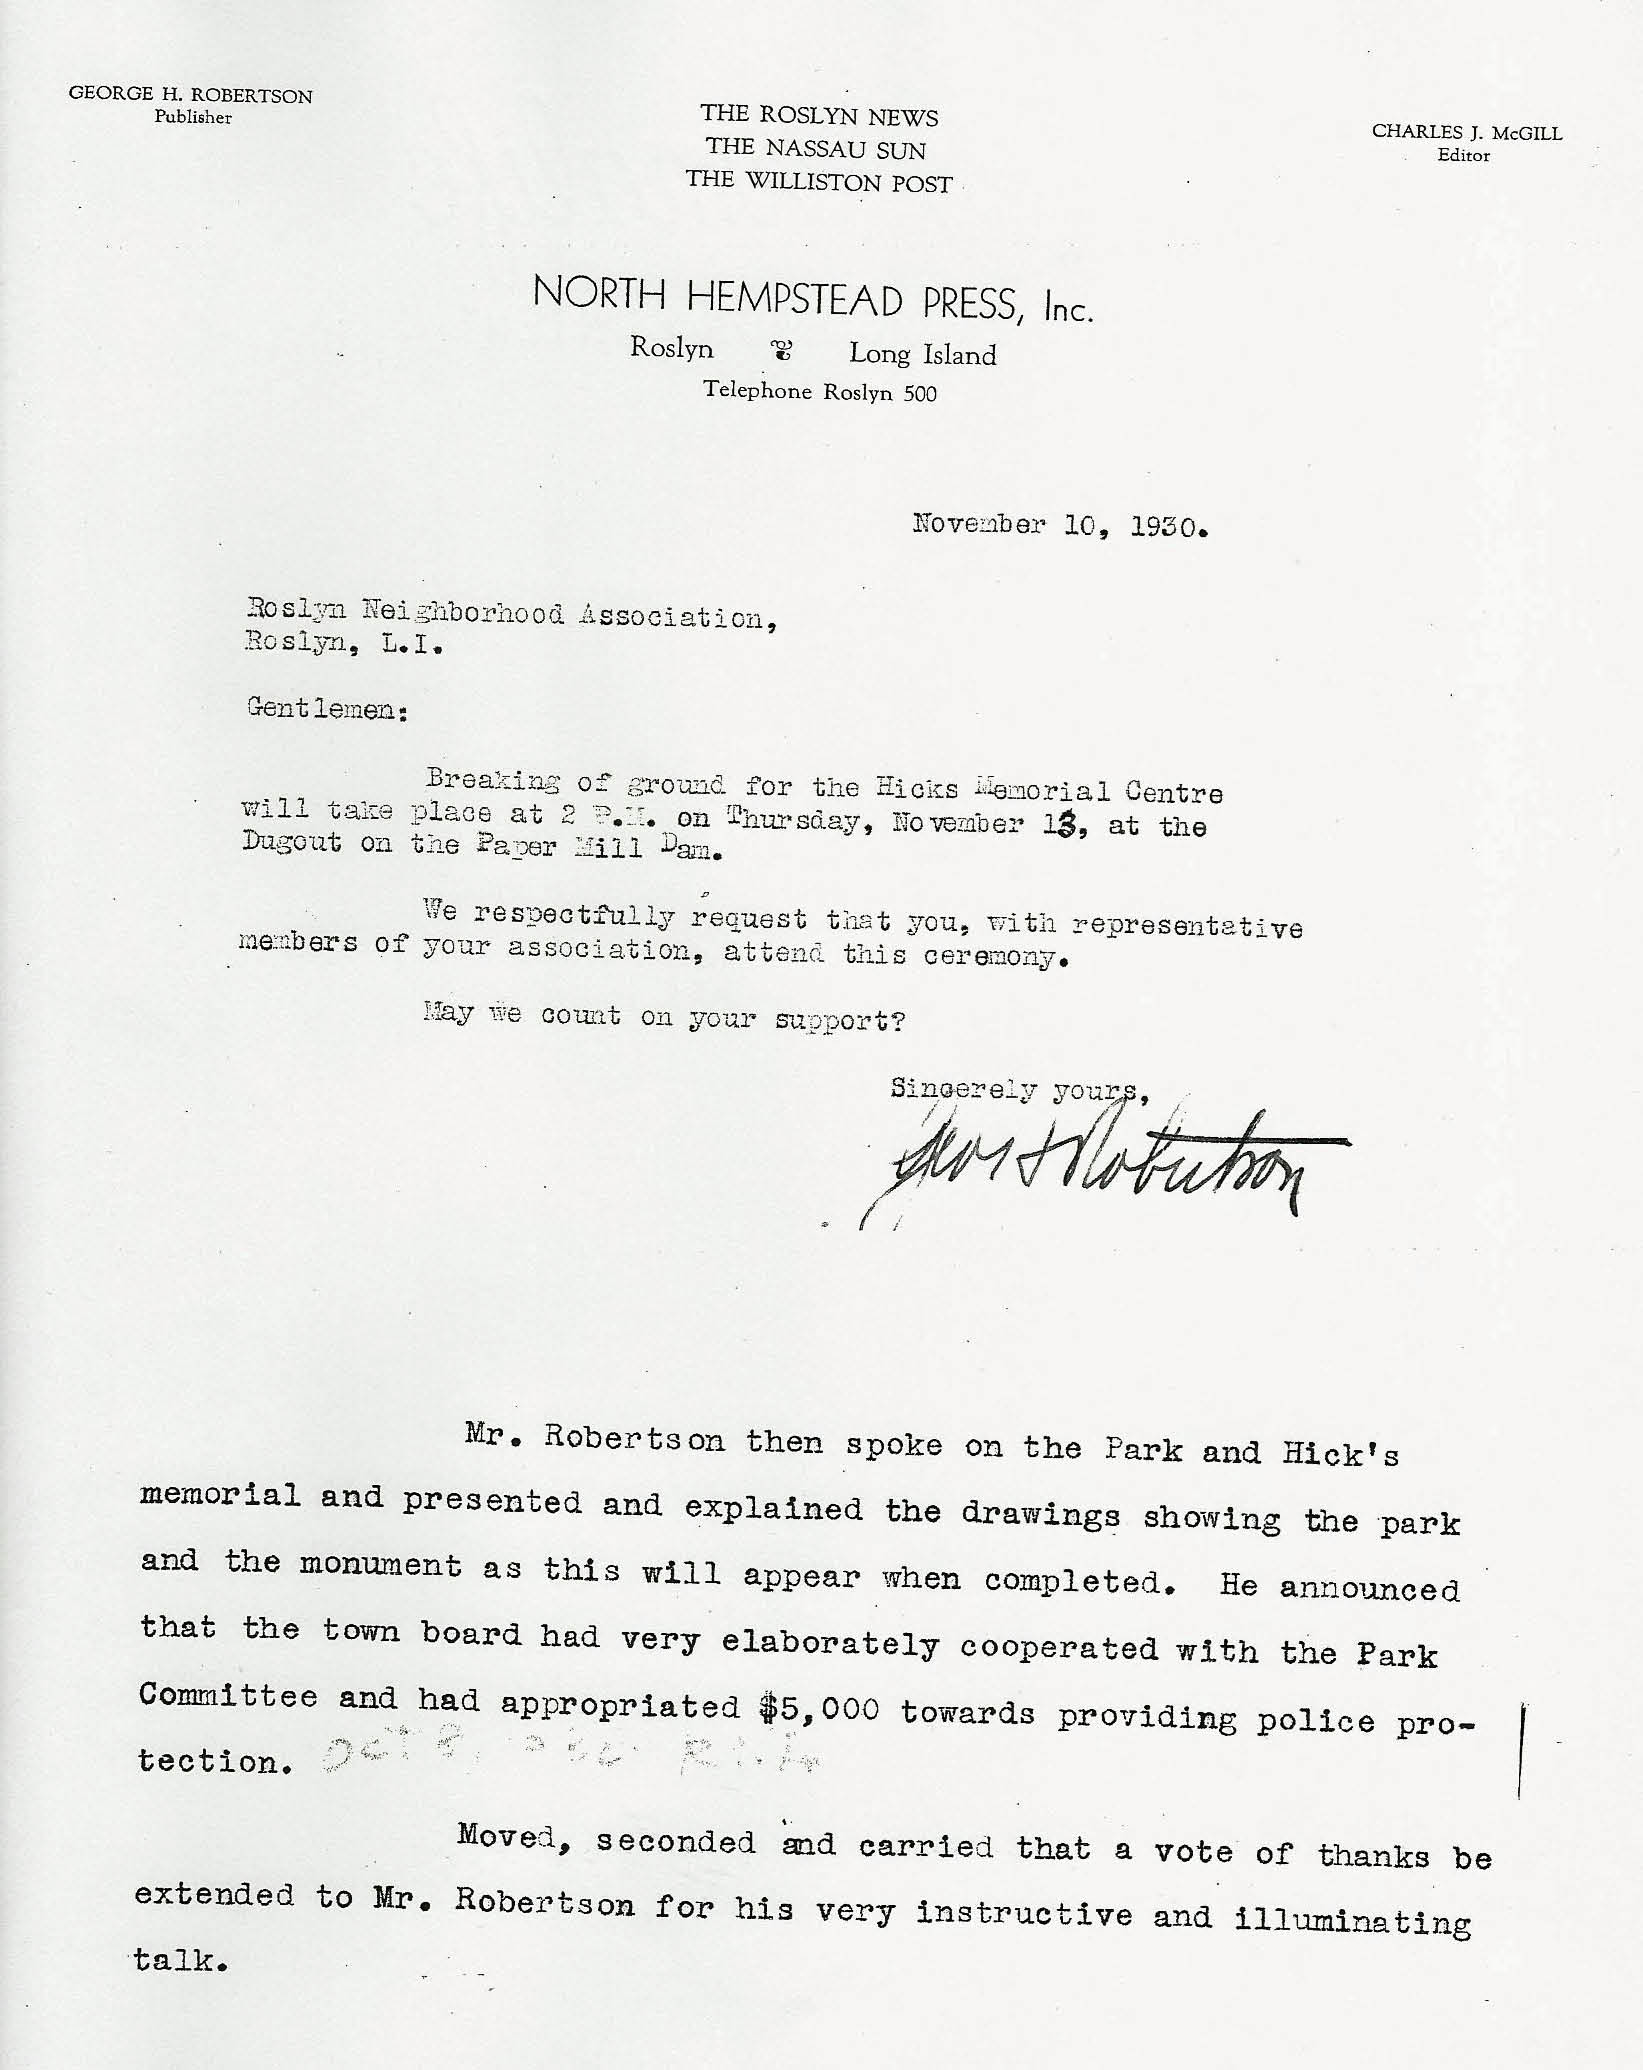 GEORGE H. ROBERTSON
Publisher
THE ROSLYN NEWS
THE NASSAU SUN
THE WILLISTON POST
CHARLES J. McGILL
Editor
NORTH HEMPSTEAD PRESS, Inc.
Roslyn Long Island
Telephone Roslyn 500
November 10, 1930.
Roslyn Neighborhood Association,
Roslyn, L.I.
Gentlemen:
Breaking of ground for the Hicks Memorial Centre
will take place at 2 P.M. on Thursday, November 13, at the
Dugout on the Paper Mill Dam.
We respectfully request that you, with representative
members of your association, attend this ceremony.
May we count on your support?
Sincerely yours,
Geo H Robertson
Mr. Robertson then spoke on the Park and Hick's
memorial and presented and explained the drawings showing the park
and the monument as this will appear when completed. He announced
that the town board had very elaborately cooperated with the Park
Committee and had appropriated $5,000 towards providing police pro-
tection. Oct 8,
Moved, seconded and carried that a vote of thanks be
extended to Mr. Robertson for his very instructive and illuminating
talk.